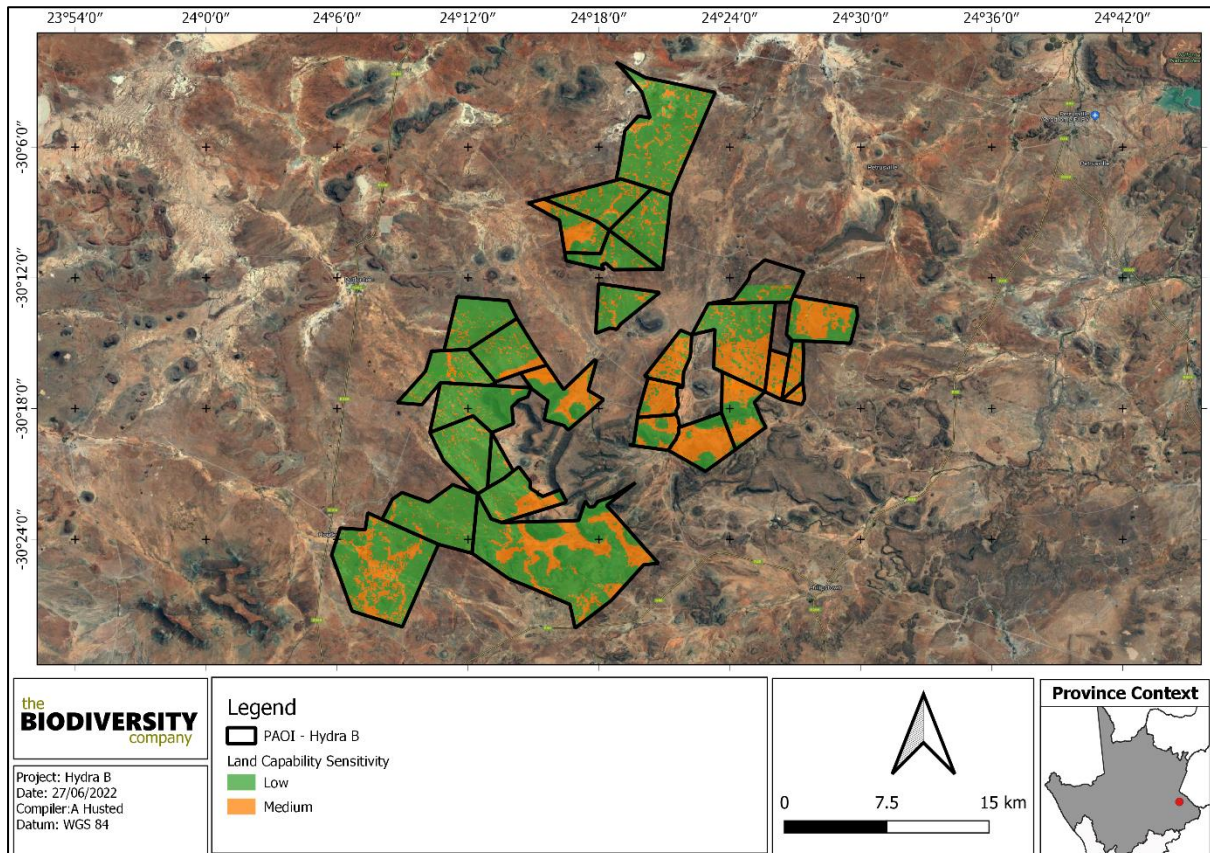 23°54′0″ 24°0′0″ 24°6′0″ 24°12′0″ 24°18′0″ 24°24′0″ 24°30′0″ 24°36′0″ 24°42′0″
-30°6′0″
-30°12′0″
-30°18′0″
-30°24′0″
Petrusville
the
BIODIVERSITY
company
Project: Hydra B
Date: 27/06/2022
Compiler:A Husted
Datum: WGS 84
Legend
PAOI - Hydra B
Land Capability Sensitivity
Low
Medium
0 7.5 15 km
Province Context